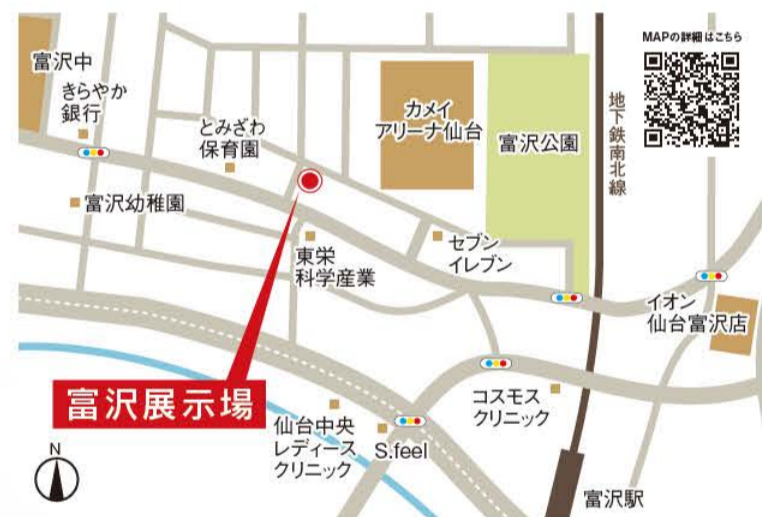 MAPの詳細はこちら
富沢中
きらやか
銀行
とみざわ
保育園
カメイ
アリーナ仙台
富沢公園
地下鉄南北線
富沢幼稚園
東栄
科学産業
セブン
イレブン
イオン
仙台富沢店
富沢展示場
仙台中央
レディース
クリニック
S.feel
コスモス
クリニック
富沢駅
N